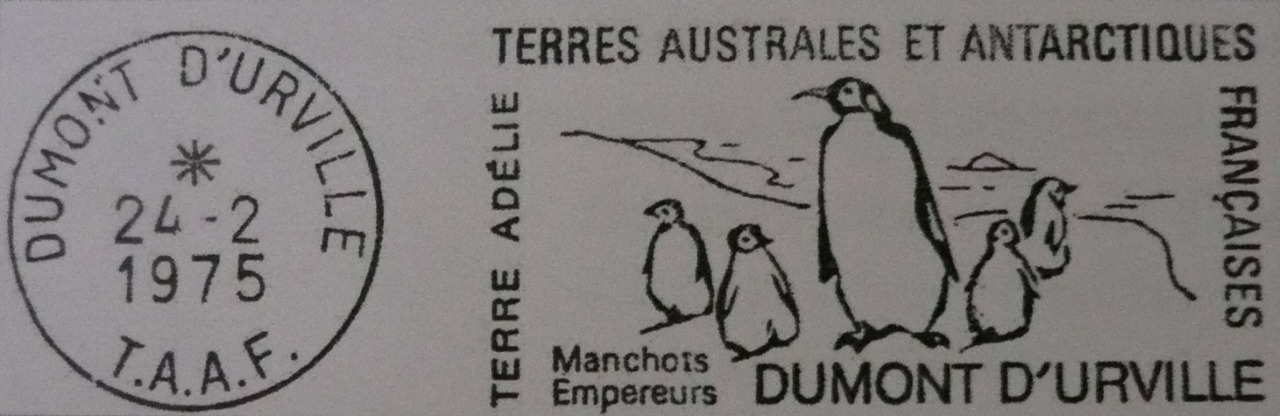 DUMONT D'URVILLE
24-2
1975
T.A.A.F.
TERRES AUSTRALES ET ANTARCTIQUES
FRANÇAISES
TERRE ADÉLIE
Manchots
Empereurs
DUMONT D'URVILLE